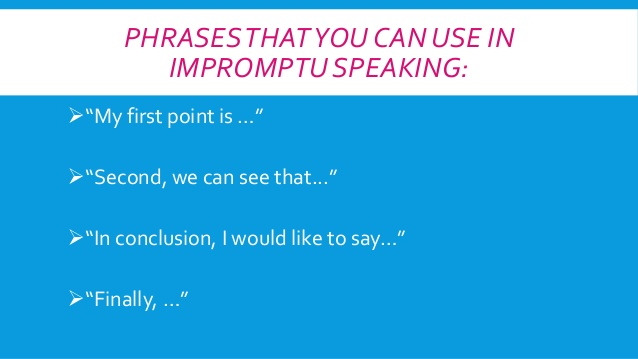 PHRASES THAT YOU CAN USE IN
IMPROMPTU SPEAKING:
➢“My first point is …”
➢“Second, we can see that…”
➢“In conclusion, I would like to say…”
➢“Finally, …”